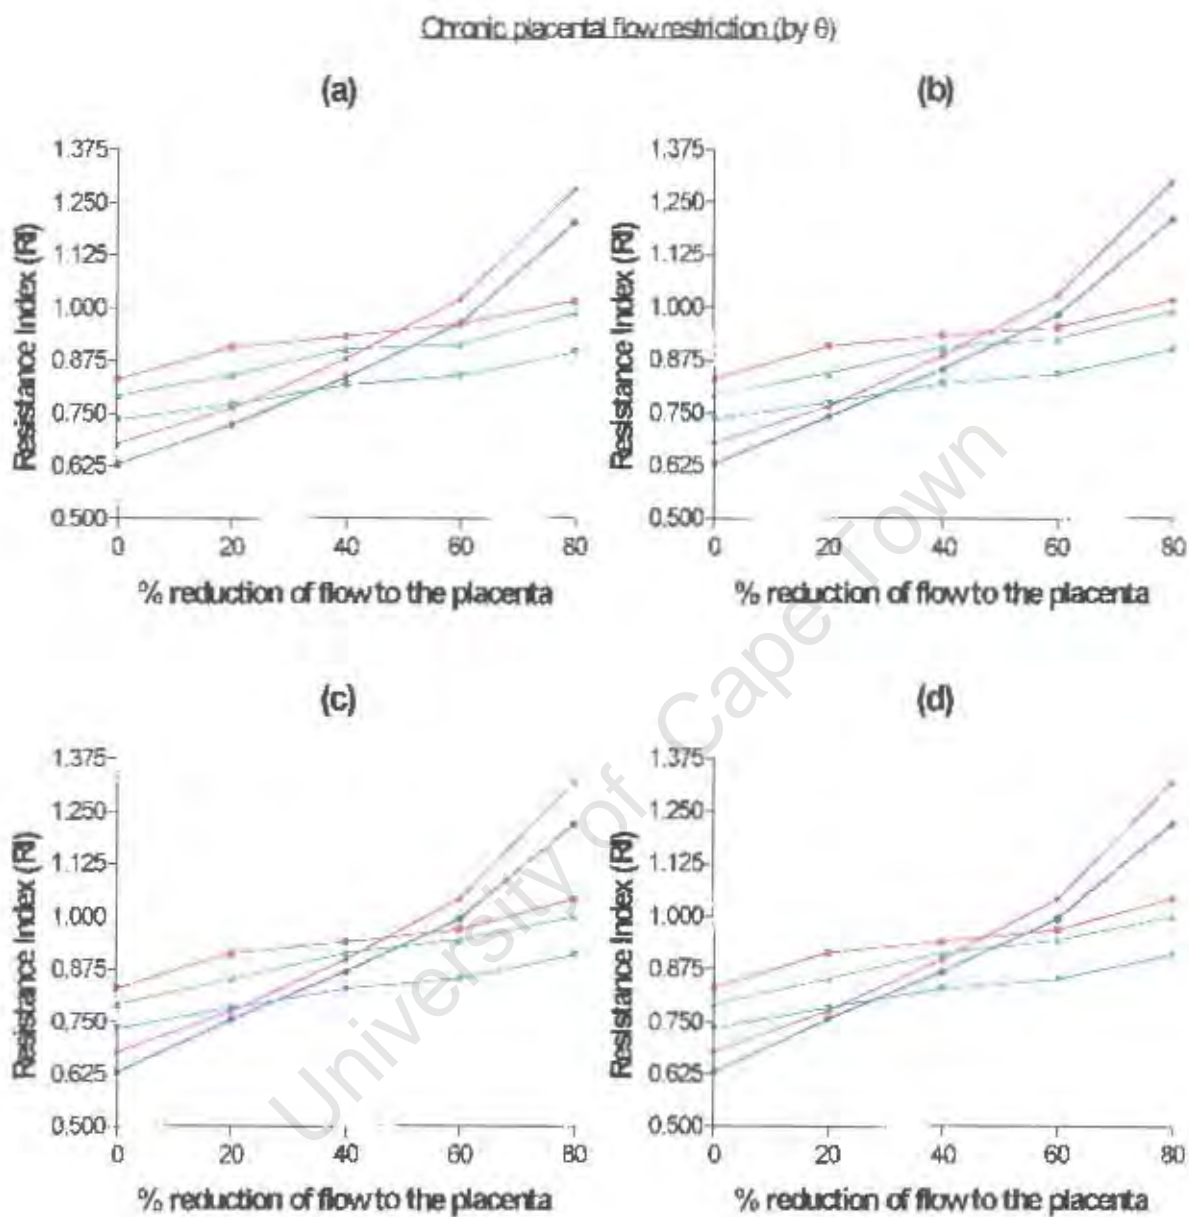 Chronic placental flow restriction (by θ)
(a)
1.375
1.250
1.125
1.000
0.875
0.750
0.625
0.500
Resistance Index (RI)
0 20 40 60 80
% reduction of flow to the placenta
(b)
1.375
1.250
1.125
1.000
0.875
0.750
0.625
0.500
Resistance Index (RI)
0 20 40 60 80
% reduction of flow to the placenta
(c)
1.375
1.250
1.125
1.000
0.875
0.750
0.625
0.500
Resistance Index (RI)
0 20 40 60 80
% reduction of flow to the placenta
(d)
1.375
1.250
1.125
1.000
0.875
0.750
0.625
0.500
Resistance Index (RI)
0 20 40 60 80
% reduction of flow to the placenta
University of Cape Town